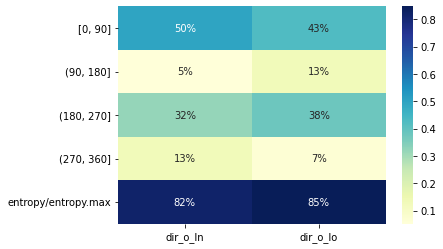 [0, 90] 50% 43% 0.8
0.7
(90, 180] 5% 13% 0.6
0.5
(180, 270] 32% 38% 0.4
(270, 360] 13% 7% 0.3
0.2
entropy/entropy.max 82% 85% 0.1
dir_o_ln dir_o_lo